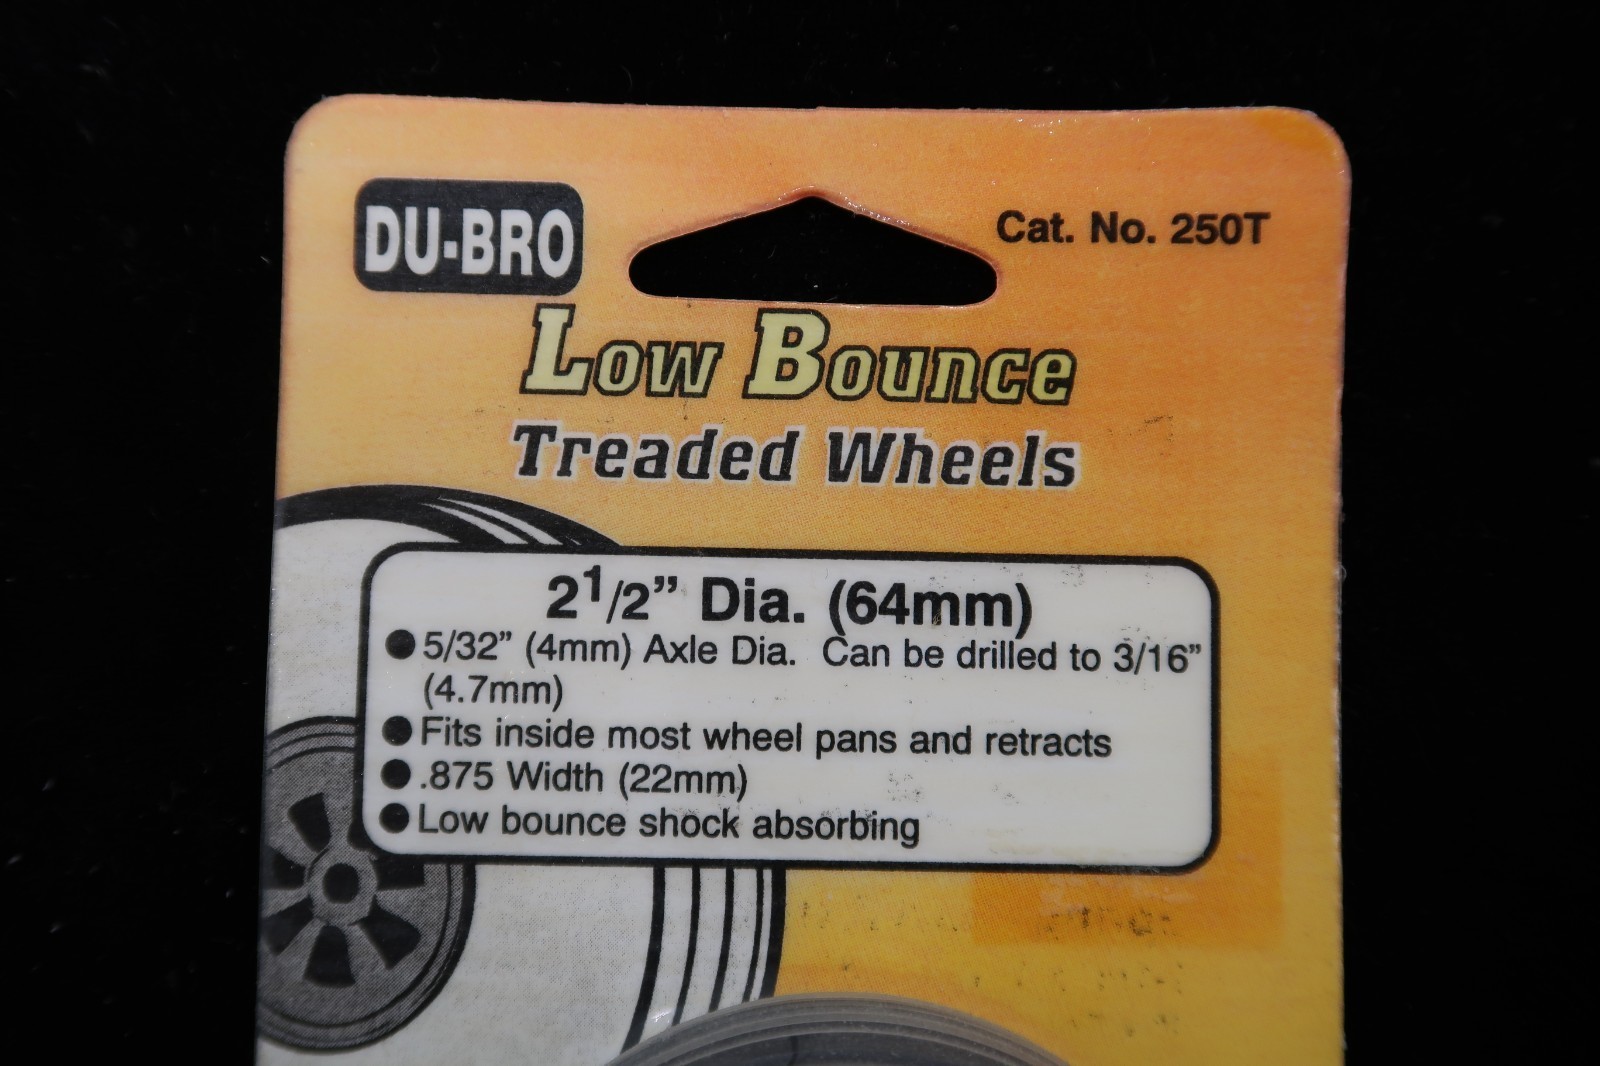 DU-BRO
Cat. No. 250T
Low Bounce
Treaded Wheels
2 1/2” Dia. (64mm)
● 5/32” (4mm) Axle Dia.  Can be drilled to 3/16”
(4.7mm)
● Fits inside most wheel pans and retracts
● .875 Width (22mm)
● Low bounce shock absorbing